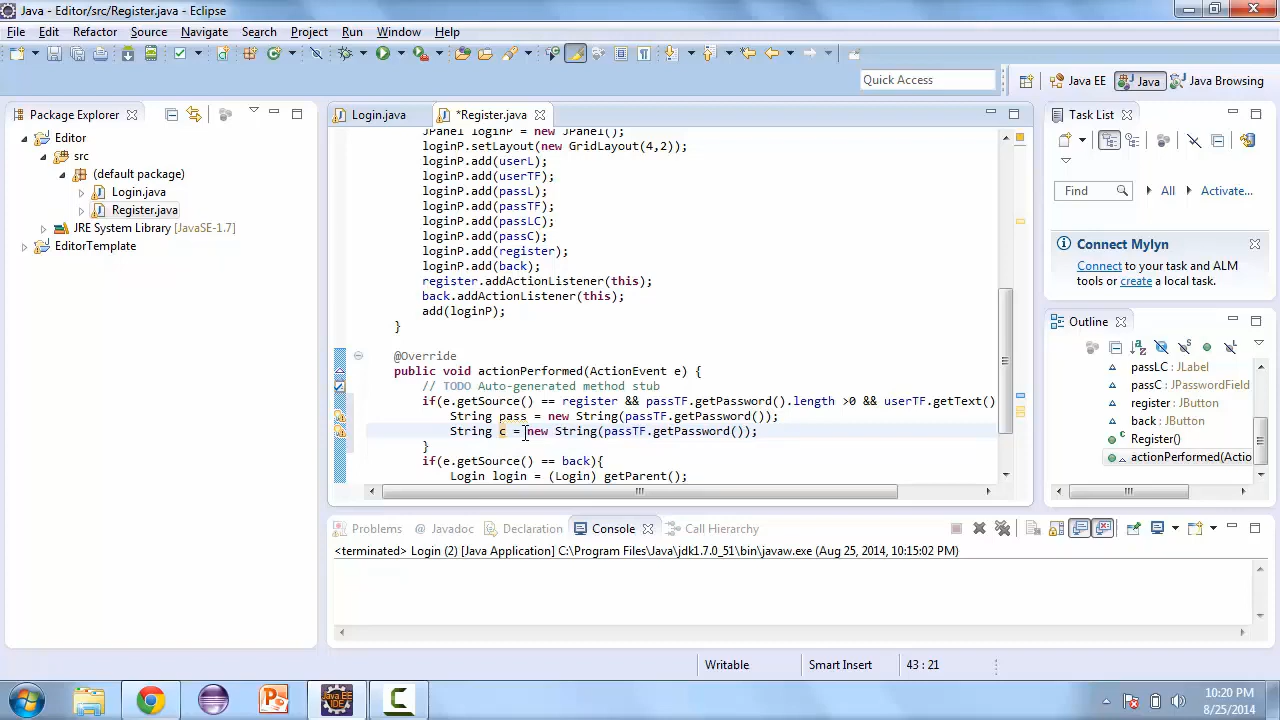 Java - Editor/src/Register.java - Eclipse
File Edit Refactor Source Navigate Search Project Run Window Help
Quick Access
Java EE
Java
Java Browsing
Package Explorer
Editor
src
(default package)
Login.java
Register.java
JRE System Library [JavaSE-1.7]
EditorTemplate
Login.java
*Register.java
JPanel loginP = new JPanel();
loginP.setLayout(new GridLayout(4,2));
loginP.add(userL);
loginP.add(userTF);
loginP.add(passL);
loginP.add(passTF);
loginP.add(passLC);
loginP.add(passC);
loginP.add(register);
loginP.add(back);
register.addActionListener(this);
back.addActionListener(this);
add(loginP);
}
@Override
public void actionPerformed(ActionEvent e) {
// TODO Auto-generated method stub
if(e.getSource() == register && passTF.getPassword().length >0 && userTF.getText()
String pass = new String(passTF.getPassword());
String c = new String(passTF.getPassword());
}
if(e.getSource() == back){
Login login = (Login) getParent();
Task List
Find
All
Activate...
Connect Mylyn
Connect to your task and ALM
tools or create a local task.
Outline
passLC : JLabel
passC : JPasswordField
register : JButton
back : JButton
Register()
actionPerformed(Actio
Problems
@ Javadoc
Declaration
Console
Call Hierarchy
<terminated> Login (2) [Java Application] C:\Program Files\Java\jdk1.7.0_51\bin\javaw.exe (Aug 25, 2014, 10:15:02 PM)
Writable
Smart Insert
43 : 21
Java EE
IDE
10:20 PM
8/25/2014